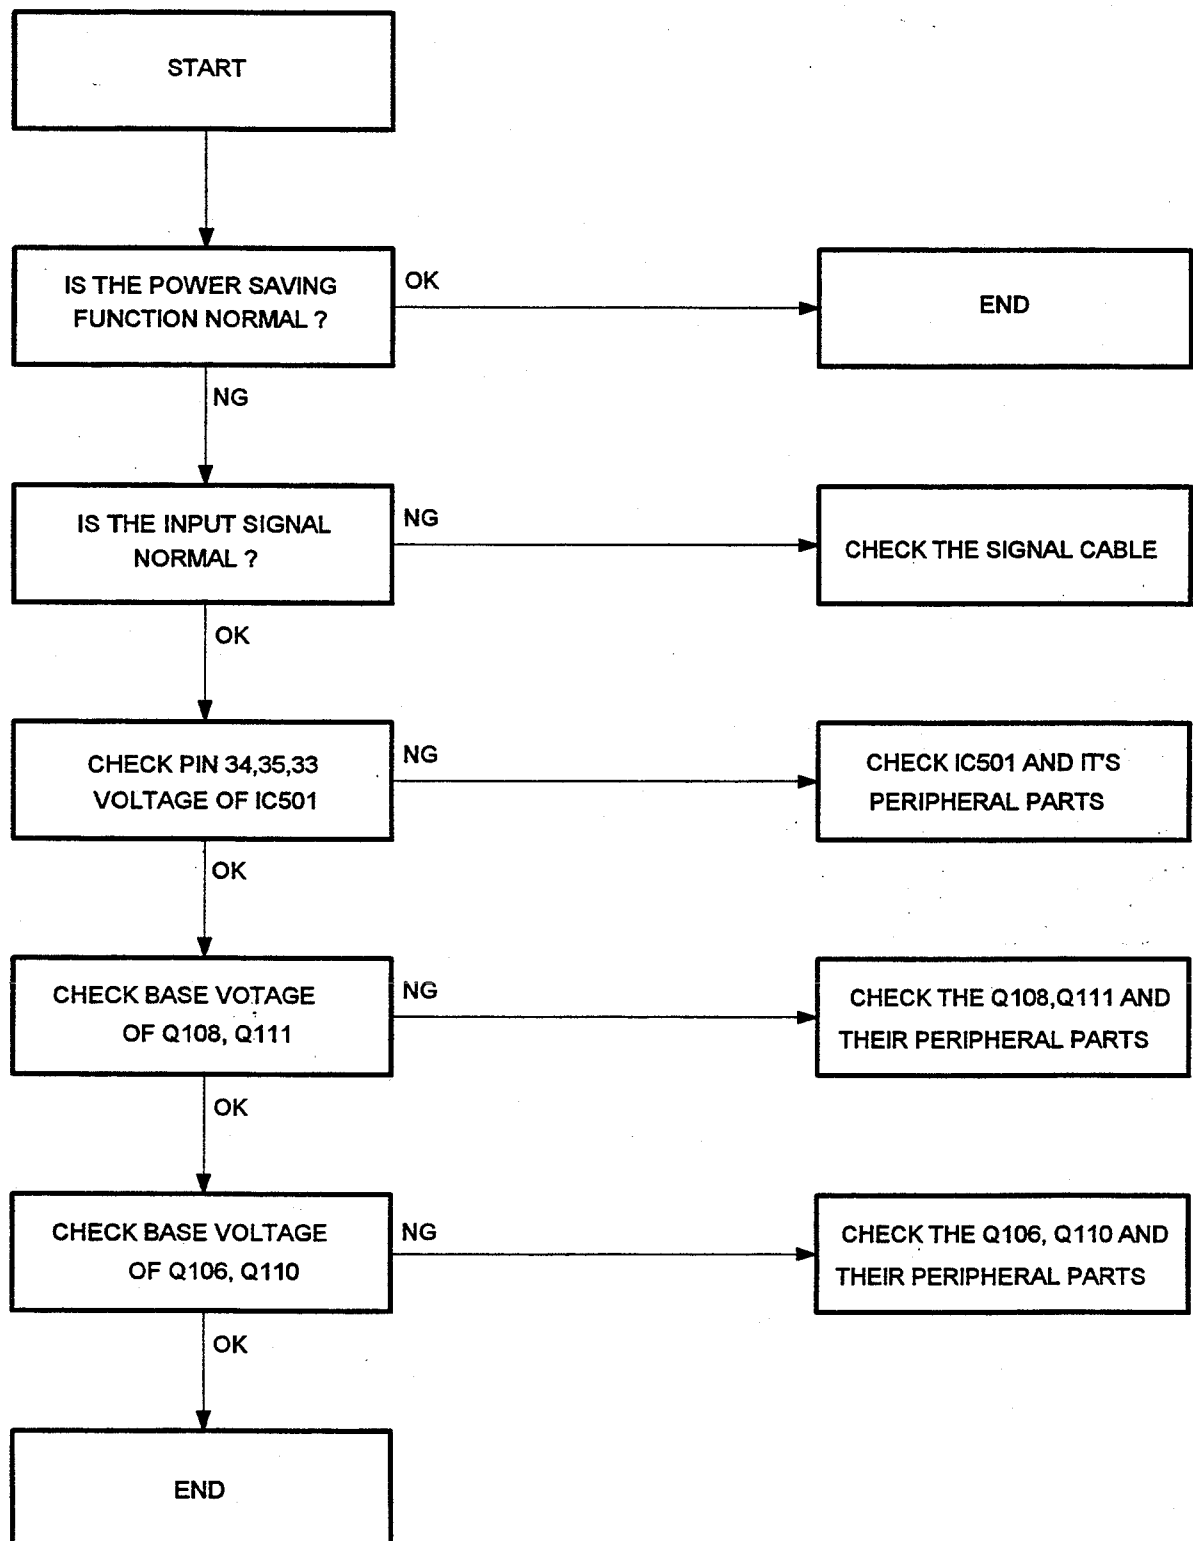 START
IS THE POWER SAVING
FUNCTION NORMAL ?
OK
END
NG
IS THE INPUT SIGNAL
NORMAL ?
NG
CHECK THE SIGNAL CABLE
OK
CHECK PIN 34,35,33
VOLTAGE OF IC501
NG
CHECK IC501 AND IT'S
PERIPHERAL PARTS
OK
CHECK BASE VOTAGE
OF Q108, Q111
NG
CHECK THE Q108,Q111 AND
THEIR PERIPHERAL PARTS
OK
CHECK BASE VOLTAGE
OF Q106, Q110
NG
CHECK THE Q106, Q110 AND
THEIR PERIPHERAL PARTS
OK
END